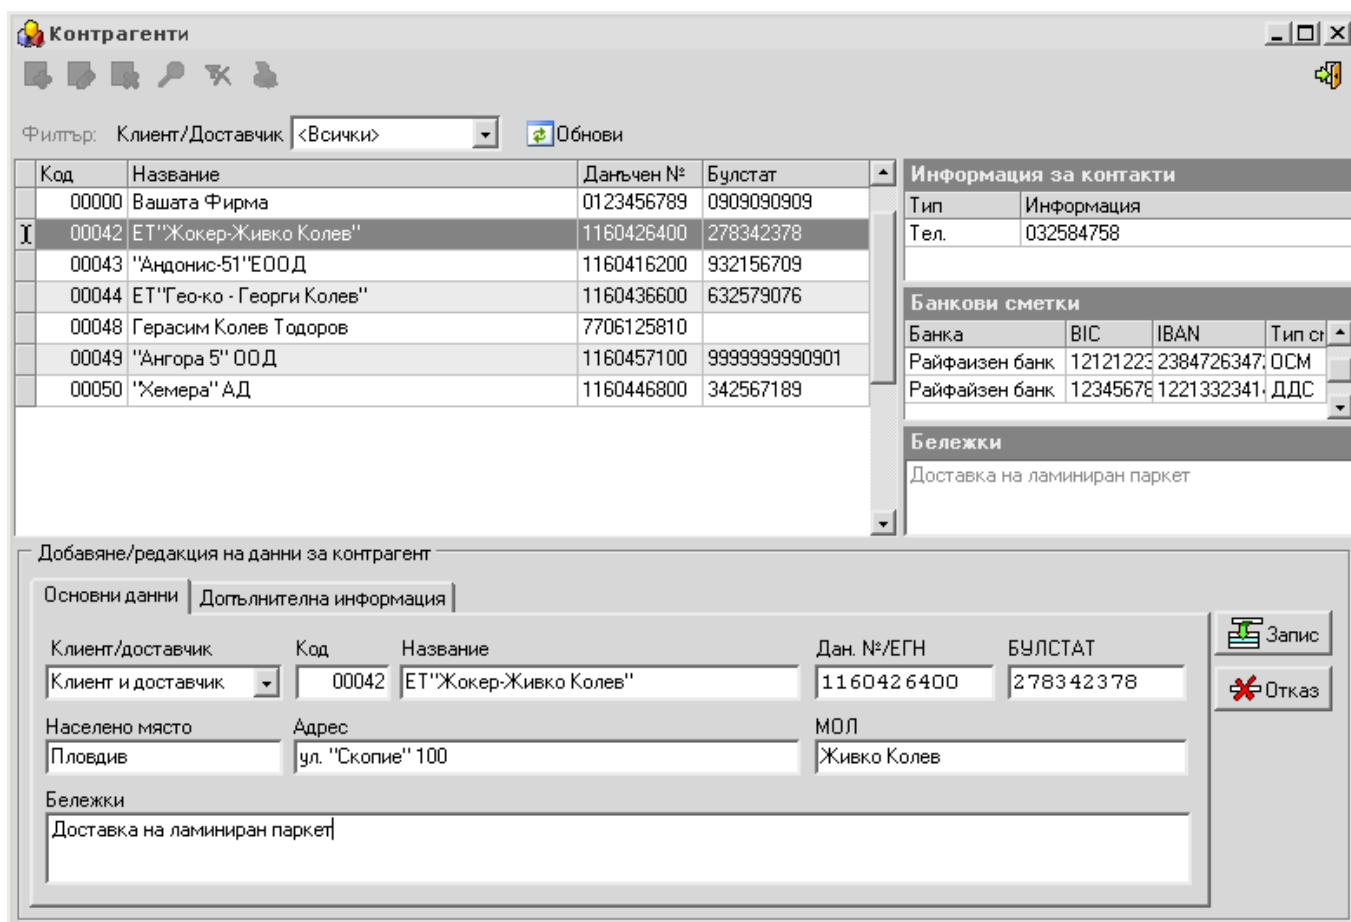 Контрагенти
Филтър: Клиент/Доставчик <Всички> Обнови
Код Название Данъчен № Булстат
00000 Вашата Фирма 0123456789 0909090909
00042 ЕТ"Жокер-Живко Колев" 1160426400 278342378
00043 "Андонис-51"ЕООД 1160416200 932156709
00044 ЕТ"Гео-ко - Георги Колев" 1160436600 632579076
00048 Герасим Колев Тодоров 7706125810
00049 "Ангора 5" ООД 1160457100 9999999990901
00050 "Хемера" АД 1160446800 342567189
Информация за контакти
Тип Информация
Тел. 032584758
Банкови сметки
Банка BIC IBAN Тип
Райфайзен банк 12121223 2384726347 ОСМ
Райфайзен банк 12345678 1221332341 ДДС
Бележки
Доставка на ламиниран паркет
Добавяне/редакция на данни за контрагент
Основни данни Допълнителна информация
Клиент/доставчик Код Название Дан. №/ЕГН БУЛСТАТ
Клиент и доставчик 00042 ЕТ"Жокер-Живко Колев" 1160426400 278342378
Населено място Адрес МОЛ
Пловдив ул. "Скопие" 100 Живко Колев
Бележки
Доставка на ламиниран паркет
Запис
Отказ